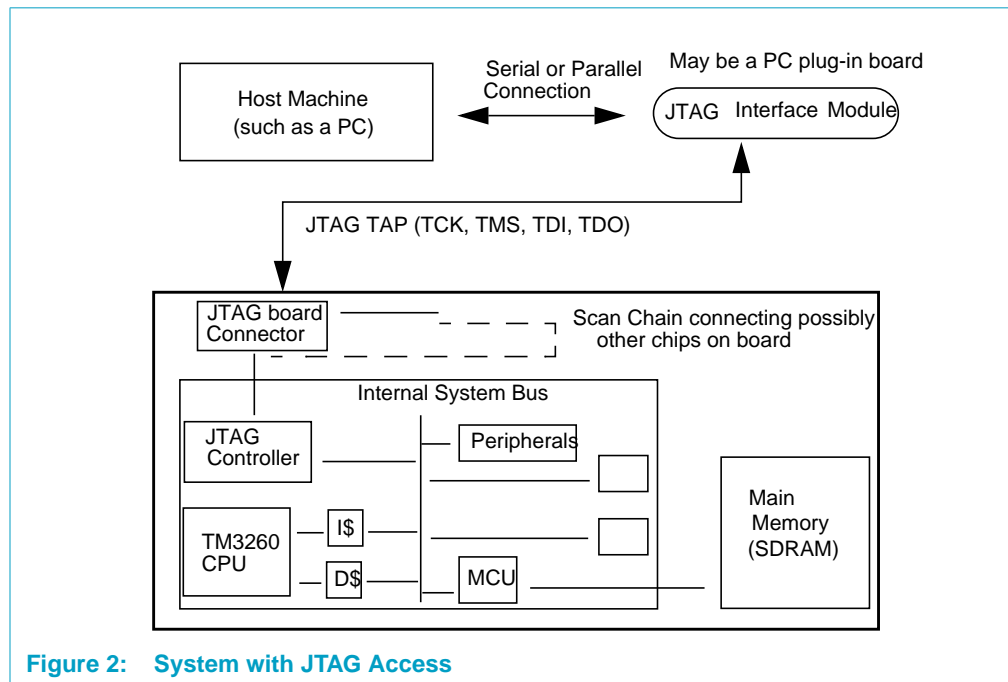 Host Machine
(such as a PC)
Serial or Parallel
Connection
May be a PC plug-in board
JTAG Interface Module
JTAG TAP (TCK, TMS, TDI, TDO)
JTAG board
Connector
Scan Chain connecting possibly
other chips on board
Internal System Bus
JTAG
Controller
Peripherals
TM3260
CPU
I$
D$
MCU
Main
Memory
(SDRAM)
Figure 2: System with JTAG Access